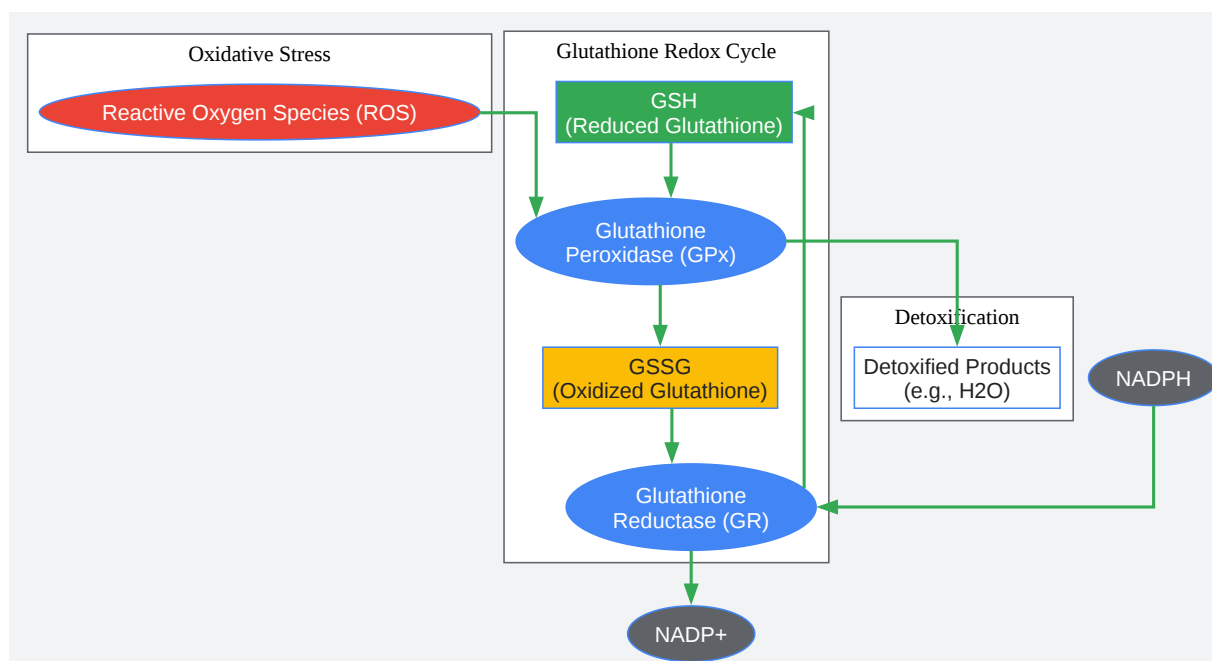 Oxidative Stress
Reactive Oxygen Species (ROS)
Glutathione Redox Cycle
GSH
(Reduced Glutathione)
Glutathione
Peroxidase (GPx)
GSSG
(Oxidized Glutathione)
Glutathione
Reductase (GR)
Detoxification
Detoxified Products
(e.g., H2O)
NADPH
NADP+